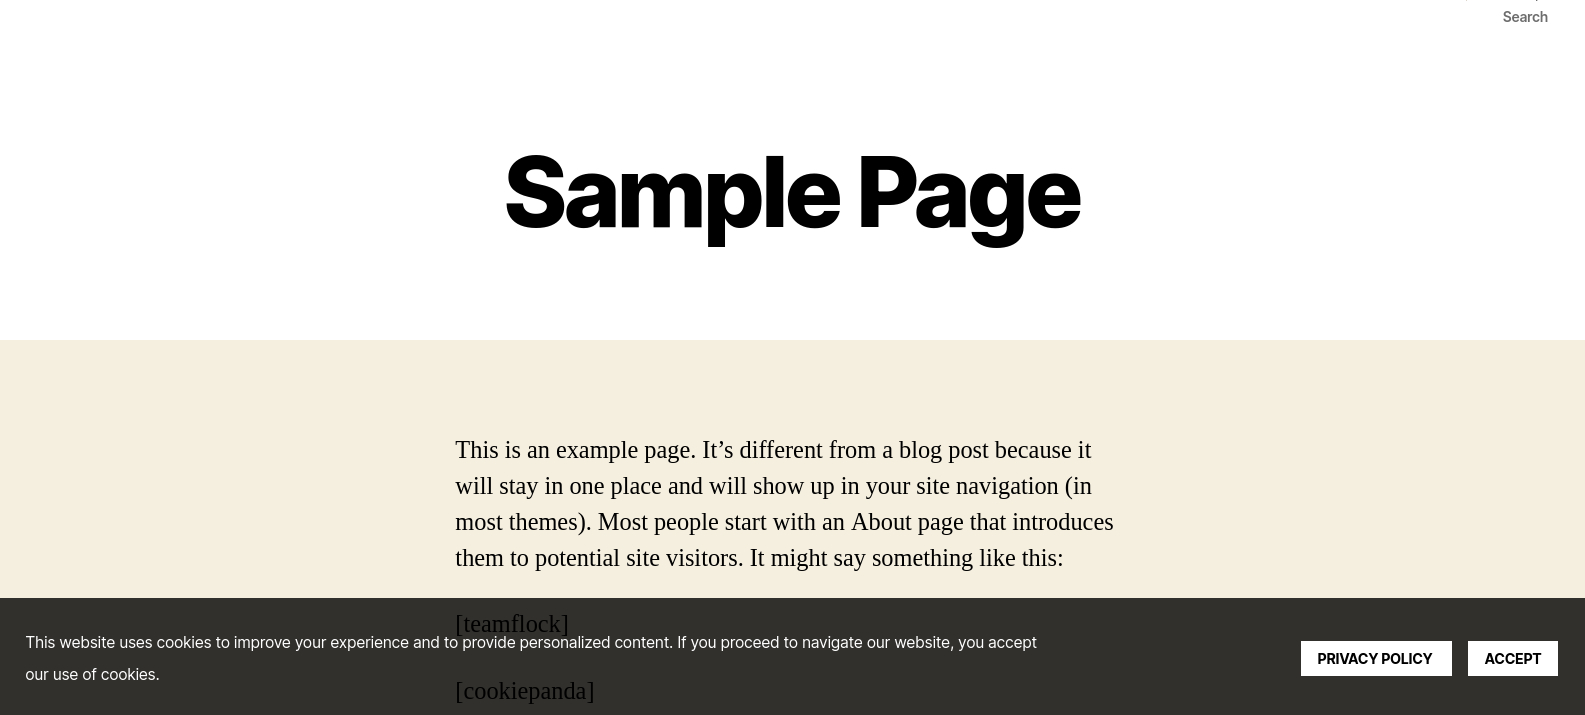 Search
Sample Page
This is an example page. It’s different from a blog post because it
will stay in one place and will show up in your site navigation (in
most themes). Most people start with an About page that introduces
them to potential site visitors. It might say something like this:
[teamflock]
This website uses cookies to improve your experience and to provide personalized content. If you proceed to navigate our website, you accept
our use of cookies.
PRIVACY POLICY
ACCEPT
[cookiepanda]